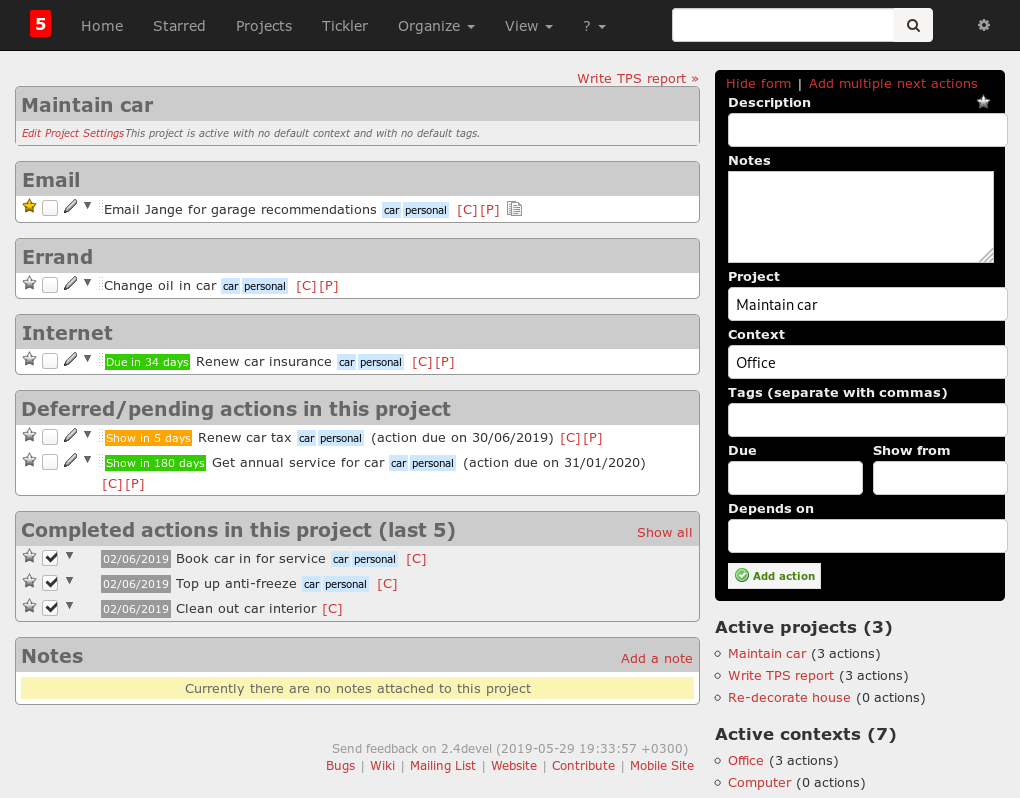 5 Home Starred Projects Tickler Organize View ?
Write TPS report »
Maintain car
Edit Project SettingsThis project is active with no default context and with no default tags.
Email
Email Jange for garage recommendations car personal [C] [P]
Errand
Change oil in car car personal [C] [P]
Internet
Due in 34 days Renew car insurance car personal [C] [P]
Deferred/pending actions in this project
Show in 5 days Renew car tax car personal (action due on 30/06/2019) [C] [P]
Show in 180 days Get annual service for car car personal (action due on 31/01/2020)
[C] [P]
Completed actions in this project (last 5) Show all
02/06/2019 Book car in for service car personal [C]
02/06/2019 Top up anti-freeze car personal [C]
02/06/2019 Clean out car interior [C]
Notes Add a note
Currently there are no notes attached to this project
Send feedback on 2.4devel (2019-05-29 19:33:57 +0300)
Bugs | Wiki | Mailing List | Website | Contribute | Mobile Site
Hide form | Add multiple next actions
Description
Notes
Project
Maintain car
Context
Office
Tags (separate with commas)
Due Show from
Depends on
Add action
Active projects (3)
Maintain car (3 actions)
Write TPS report (3 actions)
Re-decorate house (0 actions)
Active contexts (7)
Office (3 actions)
Computer (0 actions)